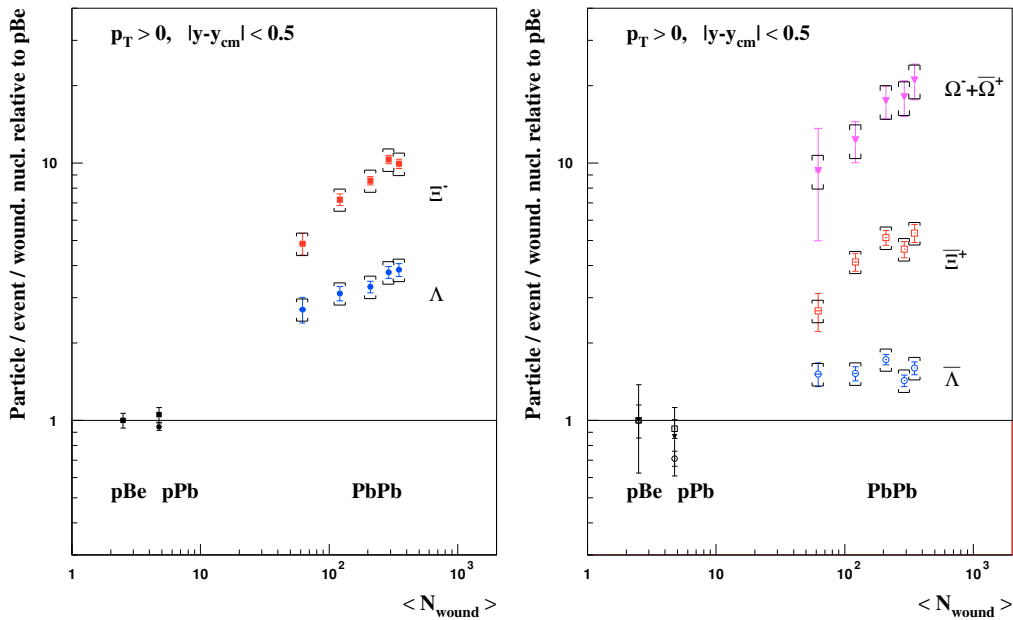 Particle / event / wound. nucl. relative to pBe
p_T > 0, |y-y_cm| < 0.5
10
1
Ξ⁻
Λ
pBe pPb PbPb
1 10 10² 10³
< N_wound >
Particle / event / wound. nucl. relative to pBe
p_T > 0, |y-y_cm| < 0.5
10
1
Ω⁻+Ω̅⁺
Ξ̅⁺
Λ̅
pBe pPb PbPb
1 10 10² 10³
< N_wound >